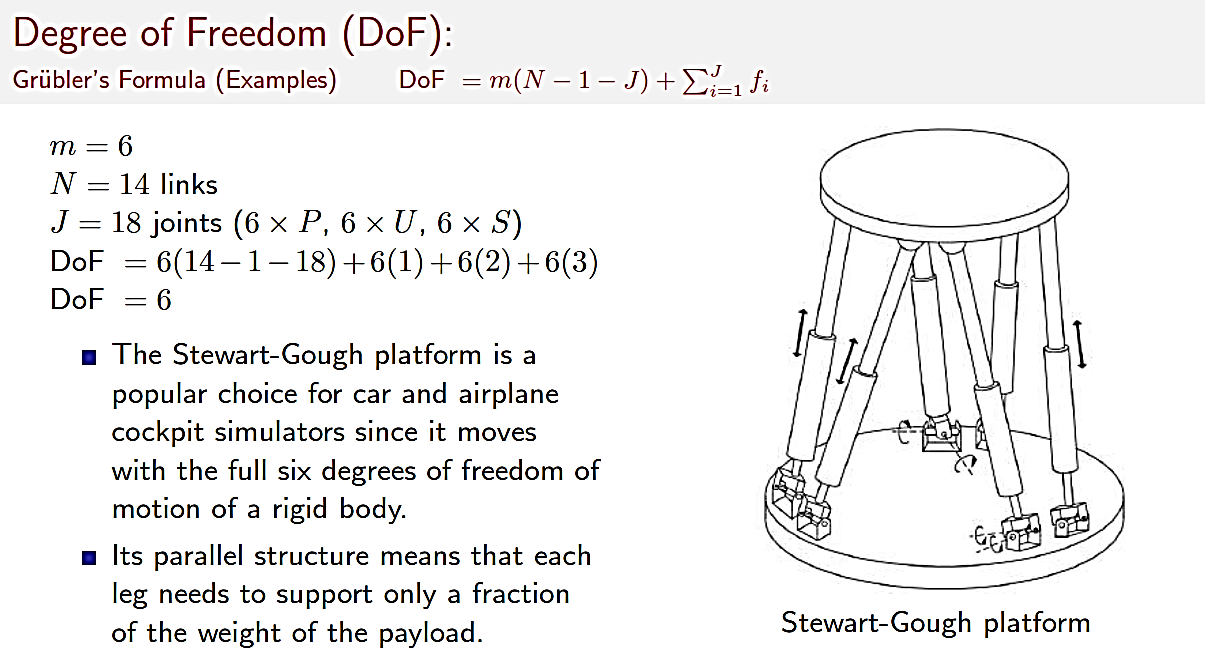 Degree of Freedom (DoF):
Grübler's Formula (Examples) DoF = m(N − 1 − J) + ∑_{i=1}^{J} f_i
m = 6
N = 14 links
J = 18 joints (6 × P, 6 × U, 6 × S)
DoF = 6(14 − 1 − 18) + 6(1) + 6(2) + 6(3)
DoF = 6
The Stewart-Gough platform is a
popular choice for car and airplane
cockpit simulators since it moves
with the full six degrees of freedom of
motion of a rigid body.
Its parallel structure means that each
leg needs to support only a fraction
of the weight of the payload.
Stewart-Gough platform